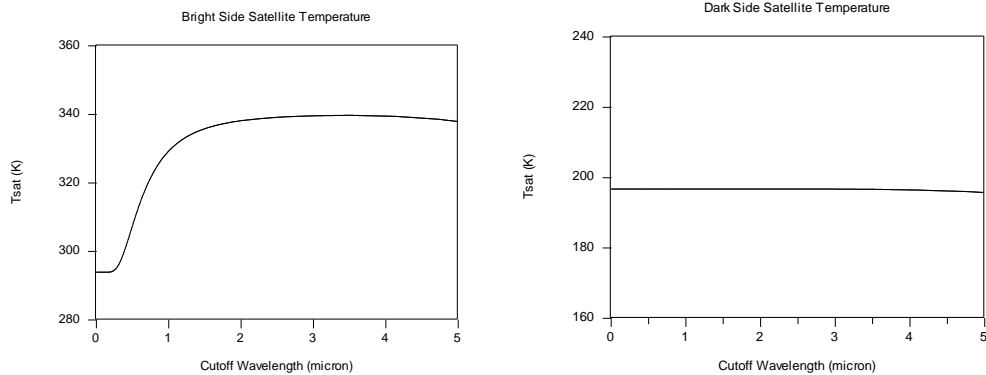 Bright Side Satellite Temperature
360
340
320
300
280
Tsat (K)
0 1 2 3 4 5
Cutoff Wavelength (micron)
Dark Side Satellite Temperature
240
220
200
180
160
Tsat (K)
0 1 2 3 4 5
Cutoff Wavelength (micron)